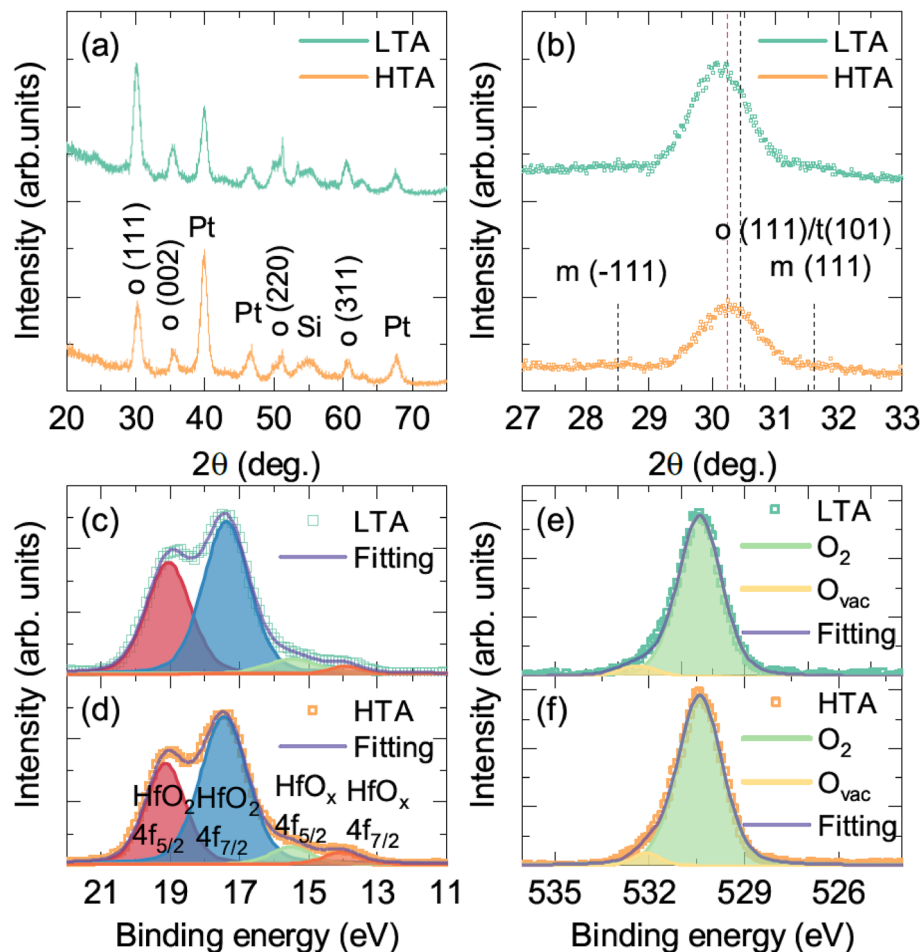 (a)
LTA
HTA
Intensity (arb.units)
o (111)
o (002)
Pt
Pt
o (220)
Si
o (311)
Pt
20 30 40 50 60 70
2θ (deg.)
(b)
LTA
HTA
Intensity (arb.units)
o (111)/t(101)
m (-111)
m (111)
27 28 29 30 31 32 33
2θ (deg.)
(c)
LTA
Fitting
Intensity (arb. units)
(d)
HTA
Fitting
HfO₂
4f₅/₂
HfO₂
4f₇/₂
HfOₓ
4f₅/₂
HfOₓ
4f₇/₂
21 19 17 15 13 11
Binding energy (eV)
(e)
LTA
O₂
Ovac
Fitting
Intensity (arb. units)
(f)
HTA
O₂
Ovac
Fitting
535 532 529 526
Binding energy (eV)